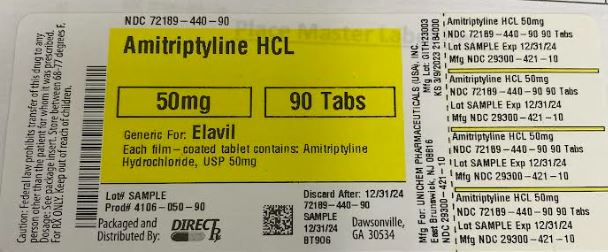 NDC 72189-440-90
Amitriptyline HCL
50mg
90 Tabs
Generic For: Elavil
Each film-coated tablet contains: Amitriptyline
Hydrochloride, USP 50mg
Caution: Federal law prohibits transfer of this drug to any
person other than the patient for whom it was prescribed.
Dosage: See package insert. Store between 68-77 degrees F.
For RX ONLY. Keep out of reach of children.
Lot# SAMPLE
Prod# 4106-050-90
Packaged and
Distributed By:
DIRECT Rx
Discard After: 12/31/24
72189-440-90
SAMPLE
12/31/24
BT906
Dawsonville,
GA 30534
Mfg For: UNICHEM PHARMACEUTICALS (USA), INC.
East Brunswick, NJ 08816
NDC 29300-421-10
Mfg Lot: GITH23003
KS 3/9/2023 2184000
Amitriptyline HCL 50mg
NDC 72189-440-90 90 Tabs
Lot SAMPLE Exp 12/31/24
Mfg NDC 29300-421-10
Amitriptyline HCL 50mg
NDC 72189-440-90 90 Tabs
Lot SAMPLE Exp 12/31/24
Mfg NDC 29300-421-10
Amitriptyline HCL 50mg
NDC 72189-440-90 90 Tabs
Lot SAMPLE Exp 12/31/24
Mfg NDC 29300-421-10
Amitriptyline HCL 50mg
NDC 72189-440-90 90 Tabs
Lot SAMPLE Exp 12/31/24
Mfg NDC 29300-421-10